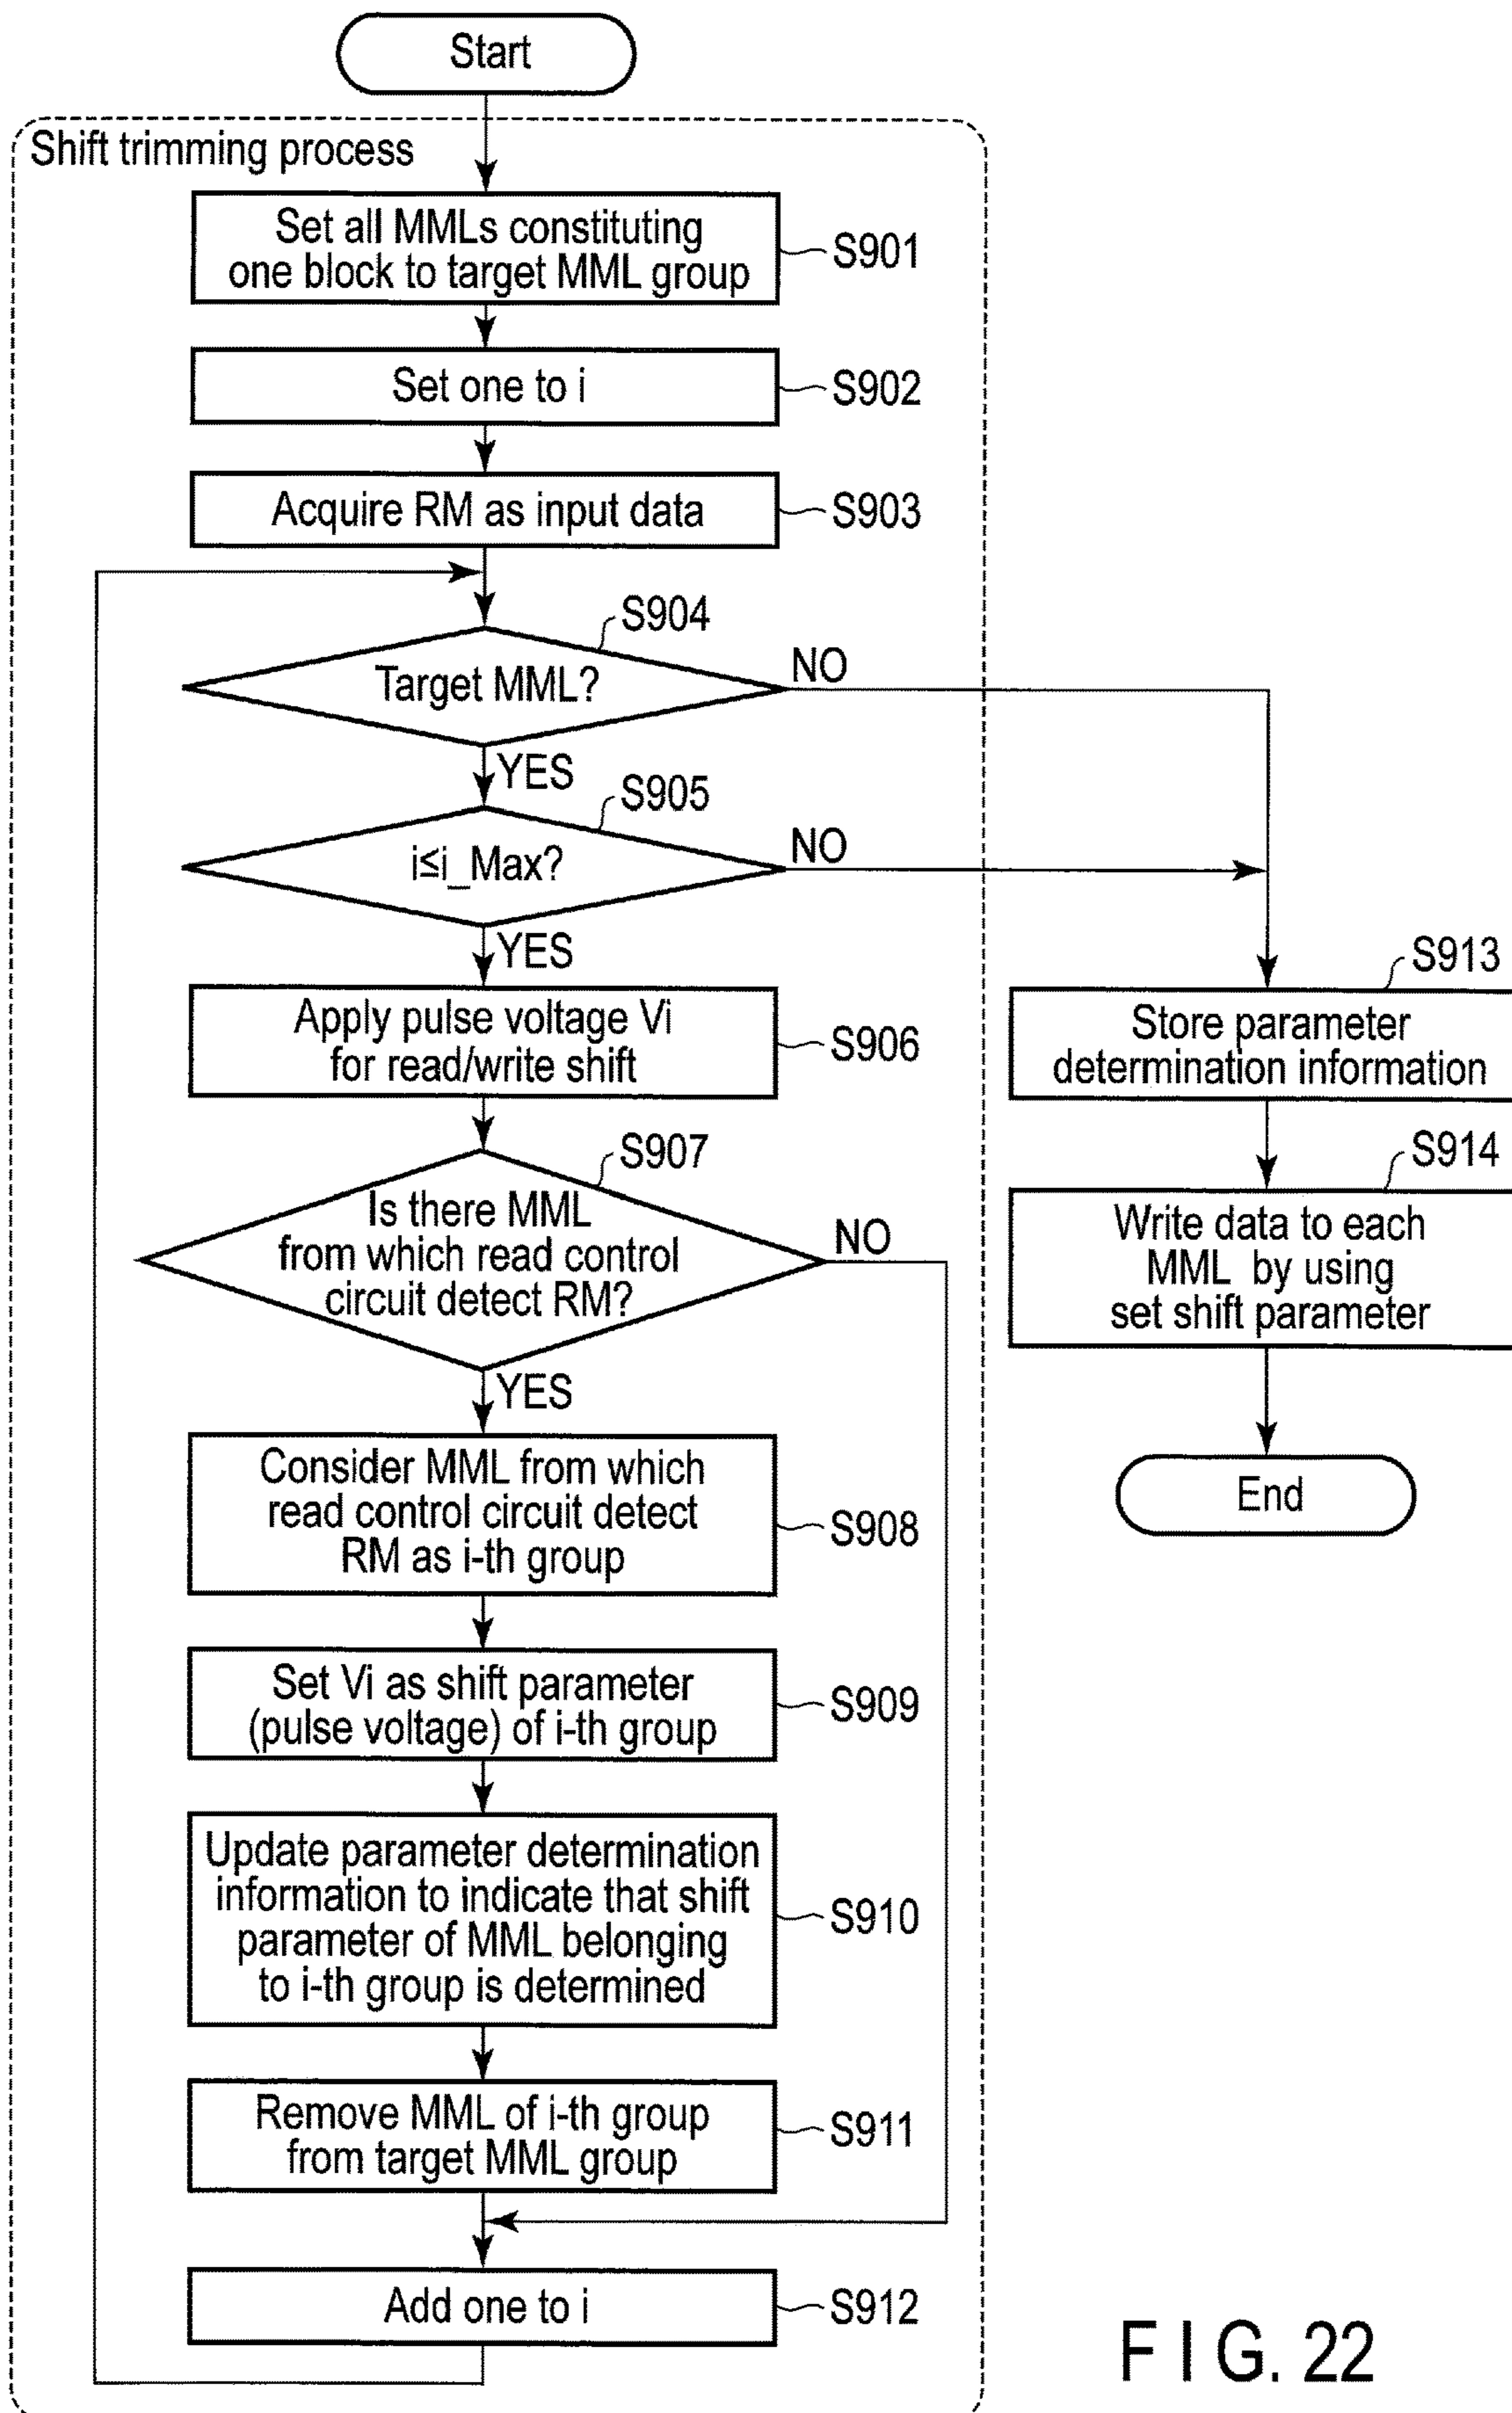 Start
Shift trimming process
Set all MMLs constituting
one block to target MML group
S901
Set one to i
S902
Acquire RM as input data
S903
S904
Target MML?
NO
YES
S905
i≤i_Max?
NO
YES
Apply pulse voltage Vi
for read/write shift
S906
S907
Is there MML
from which read control
circuit detect RM?
NO
YES
Consider MML from which
read control circuit detect
RM as i-th group
S908
Set Vi as shift parameter
(pulse voltage) of i-th group
S909
Update parameter determination
information to indicate that shift
parameter of MML belonging
to i-th group is determined
S910
Remove MML of i-th group
from target MML group
S911
Add one to i
S912
S913
Store parameter
determination information
S914
Write data to each
MML by using
set shift parameter
End
F I G. 22